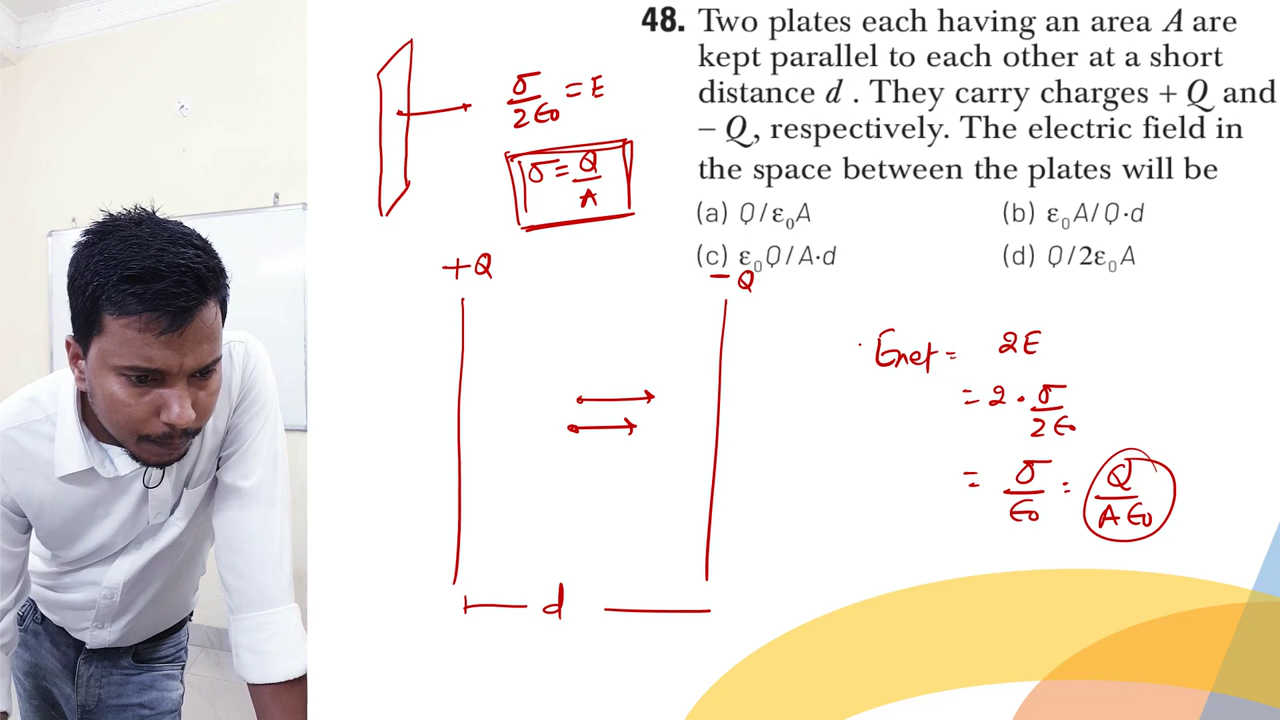 48. Two plates each having an area A are
kept parallel to each other at a short
distance d . They carry charges + Q and
– Q, respectively. The electric field in
the space between the plates will be
(a) Q/ε₀A (b) ε₀A/Q·d
(c) ε₀Q/A·d (d) Q/2ε₀A
σ/2ε₀ = E
σ = Q/A
+Q
– Q
d
Enet = 2E
= 2 · σ/2ε₀
= σ/ε₀ = Q/Aε₀